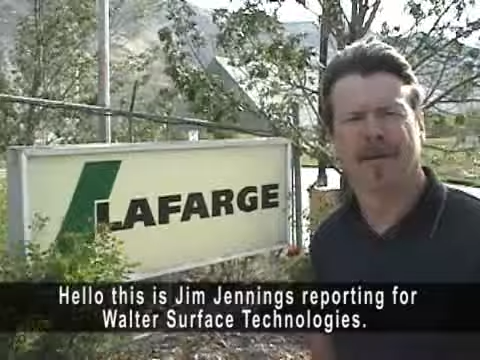 LAFARGE
Hello this is Jim Jennings reporting for
Walter Surface Technologies.